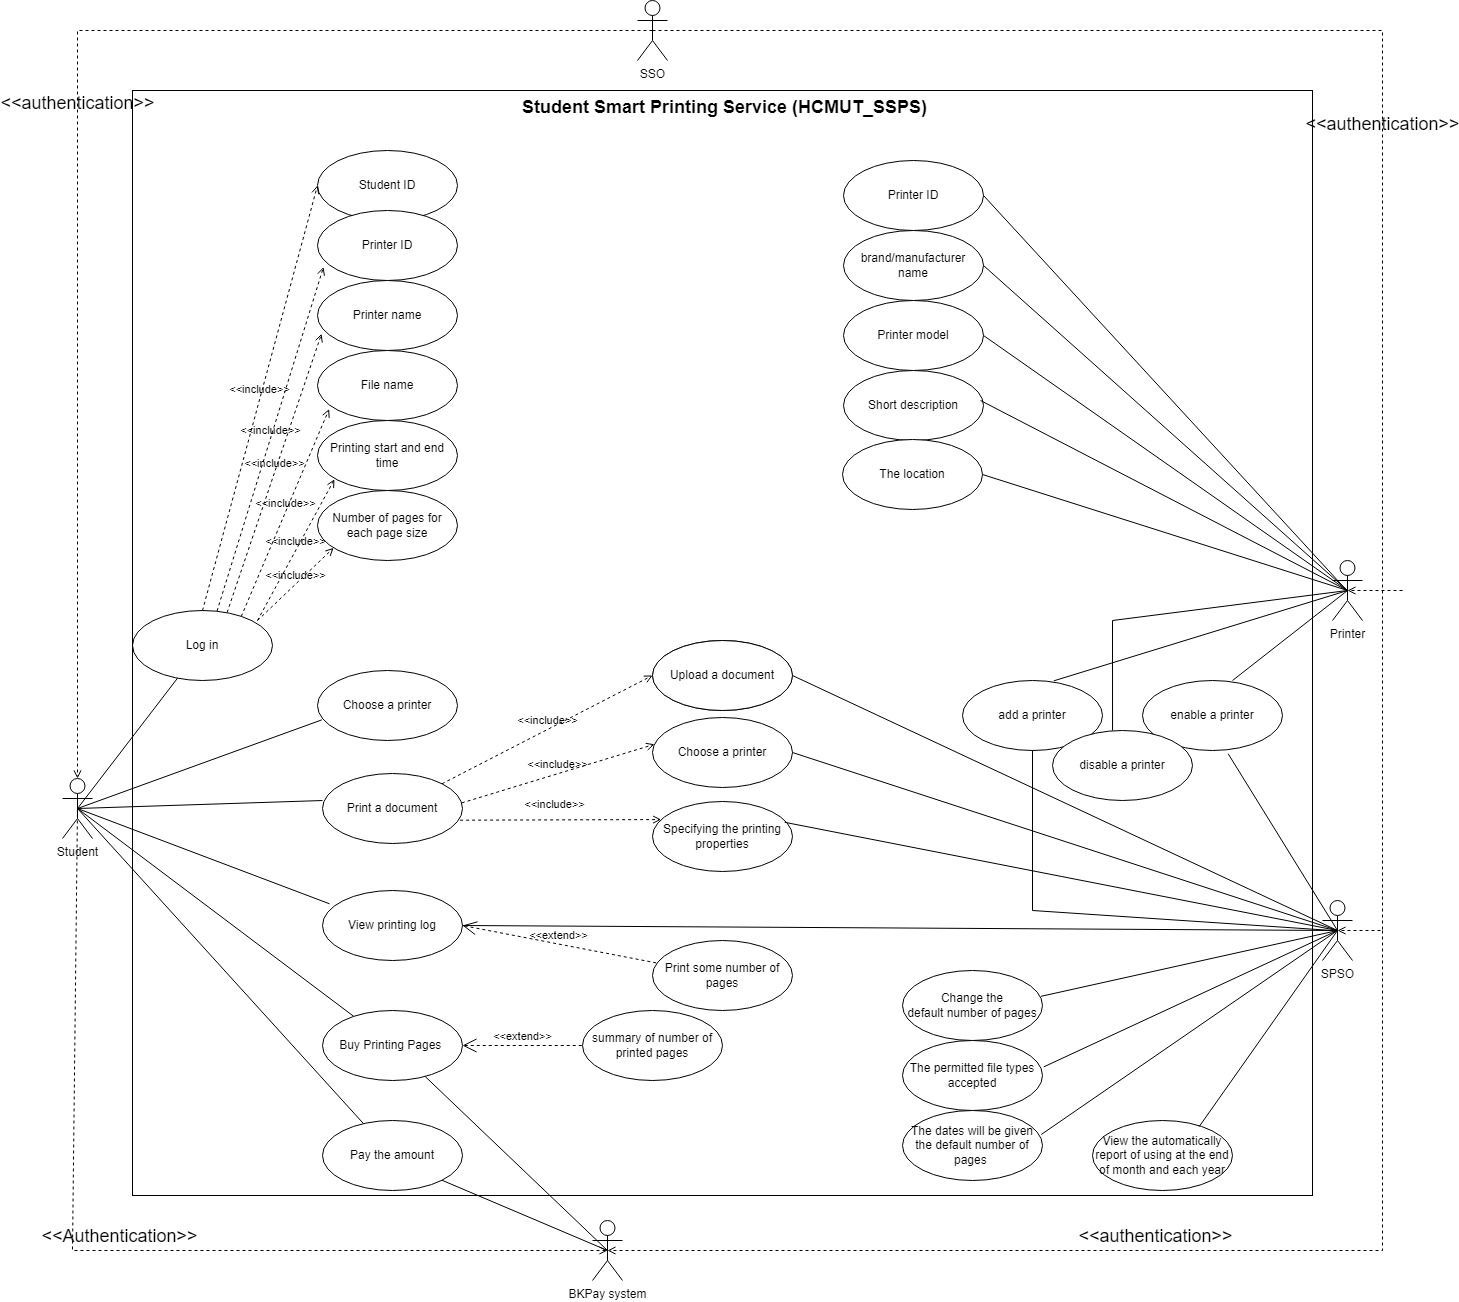 SSO
<<authentication>>
Student Smart Printing Service (HCMUT_SSPS)
<<authentication>>
Student ID
Printer ID
Printer name
File name
Printing start and end
time
Number of pages for
each page size
<<include>>
<<include>>
<<include>>
<<include>>
<<include>>
<<include>>
Log in
Printer ID
brand/manufacturer
name
Printer model
Short description
The location
Printer
Choose a printer
Print a document
<<include>>
<<include>>
<<include>>
Upload a document
Choose a printer
Specifying the printing
properties
add a printer
enable a printer
disable a printer
Student
View printing log
<<extend>>
Print some number of
pages
SPSO
Buy Printing Pages
<<extend>>
summary of number of
printed pages
Change the
default number of pages
The permitted file types
accepted
The dates will be given
the default number of
pages
View the automatically
report of using at the end
of month and each year
Pay the amount
<<Authentication>>
<<authentication>>
BKPay system